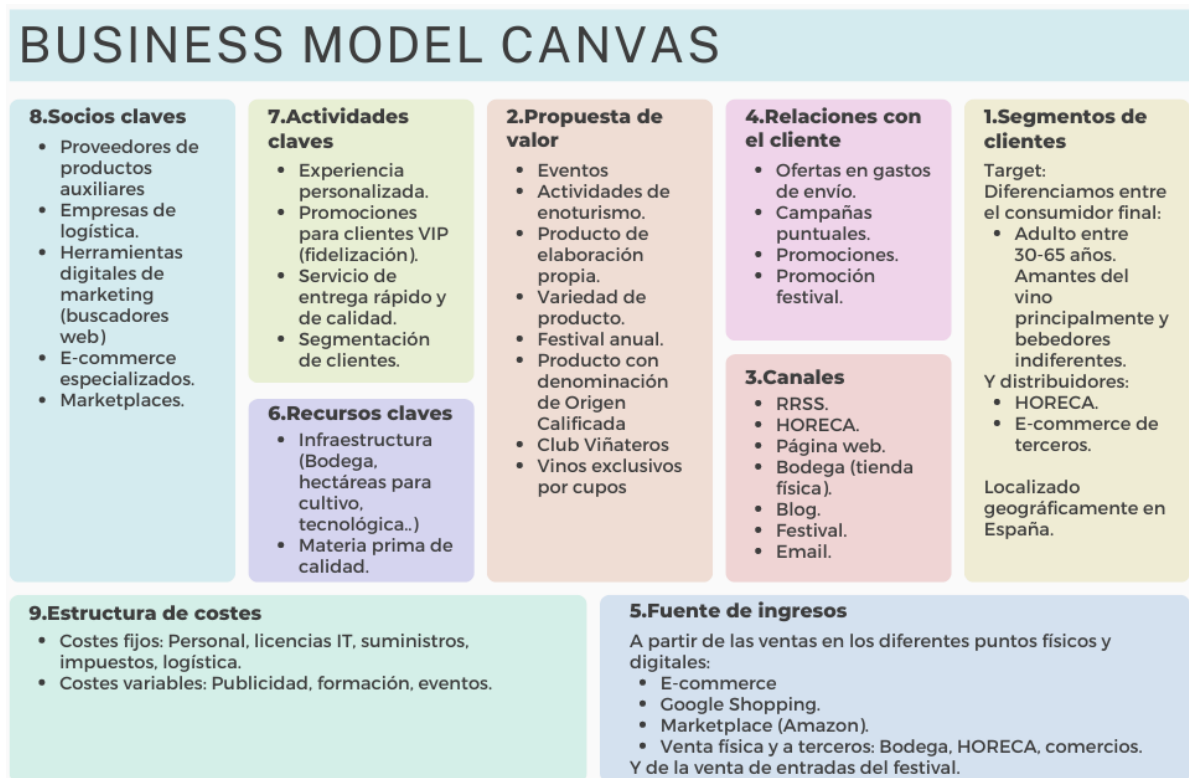 BUSINESS MODEL CANVAS
8.Socios claves
• Proveedores de
productos
auxiliares
• Empresas de
logística.
• Herramientas
digitales de
marketing
(buscadores
web)
• E-commerce
especializados.
• Marketplaces.
7.Actividades
claves
• Experiencia
personalizada.
• Promociones
para clientes VIP
(fidelización).
• Servicio de
entrega rápido y
de calidad.
• Segmentación
de clientes.
6.Recursos claves
• Infraestructura
(Bodega,
hectáreas para
cultivo,
tecnológica..)
• Materia prima de
calidad.
2.Propuesta de
valor
• Eventos
• Actividades de
enoturismo.
• Producto de
elaboración
propia.
• Variedad de
producto.
• Festival anual.
• Producto con
denominación
de Origen
Calificada
• Club Viñateros
• Vinos exclusivos
por cupos
4.Relaciones con
el cliente
• Ofertas en gastos
de envío.
• Campañas
puntuales.
• Promociones.
• Promoción
festival.
3.Canales
• RRSS.
• HORECA.
• Página web.
• Bodega (tienda
física).
• Blog.
• Festival.
• Email.
1.Segmentos de
clientes
Target:
Diferenciamos entre
el consumidor final:
• Adulto entre
30-65 años.
Amantes del
vino
principalmente y
bebedores
indiferentes.
Y distribuidores:
• HORECA.
• E-commerce de
terceros.
Localizado
geográficamente en
España.
9.Estructura de costes
• Costes fijos: Personal, licencias IT, suministros,
impuestos, logística.
• Costes variables: Publicidad, formación, eventos.
5.Fuente de ingresos
A partir de las ventas en los diferentes puntos físicos y
digitales:
• E-commerce
• Google Shopping.
• Marketplace (Amazon).
• Venta física y a terceros: Bodega, HORECA, comercios.
Y de la venta de entradas del festival.